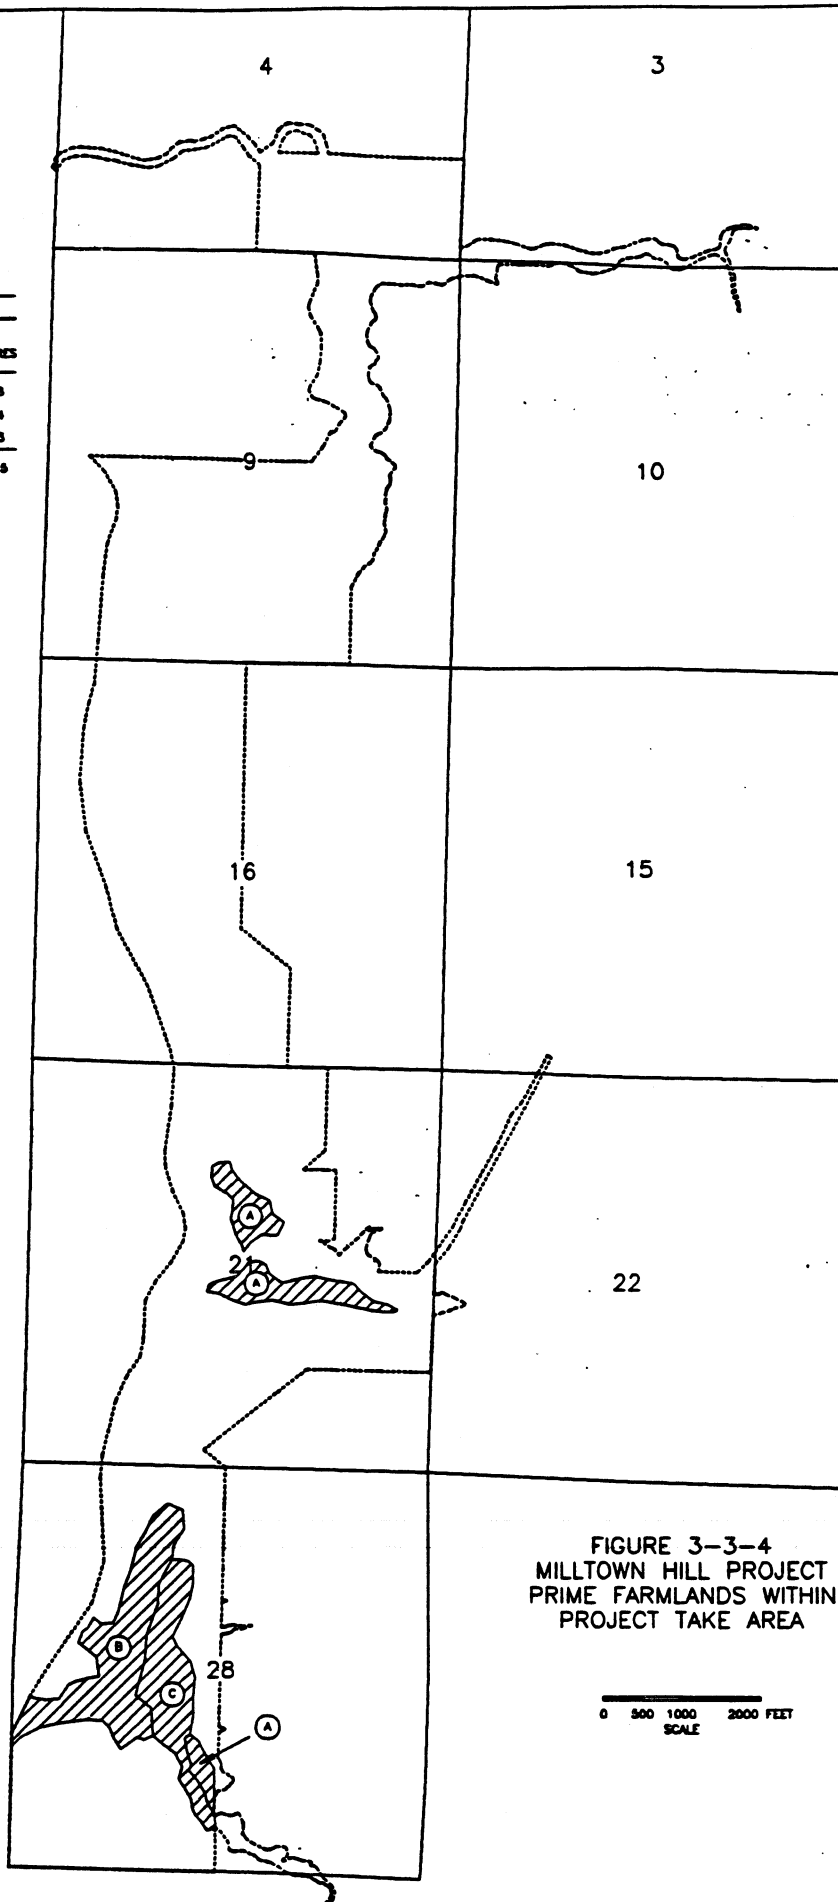 4
3
9
10
16
15
A
21
A
22
B
28
C
A
FIGURE 3-3-4
MILLTOWN HILL PROJECT
PRIME FARMLANDS WITHIN
PROJECT TAKE AREA
0 500 1000 2000 FEET
SCALE